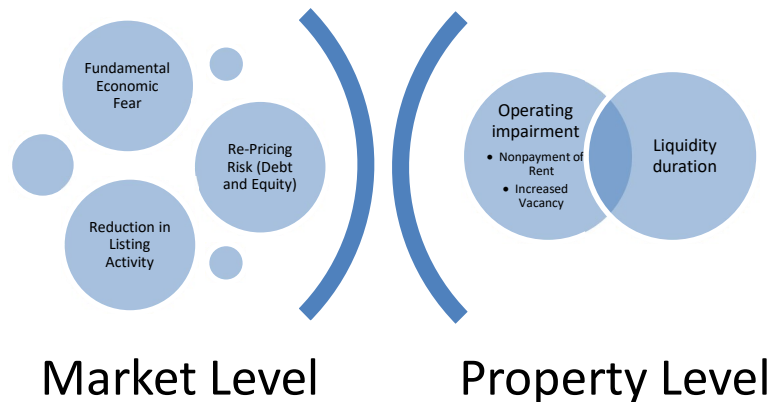 Fundamental
Economic
Fear
Re-Pricing
Risk (Debt
and Equity)
Reduction in
Listing
Activity
Operating
impairment
• Nonpayment of
Rent
• Increased
Vacancy
Liquidity
duration
Market Level
Property Level